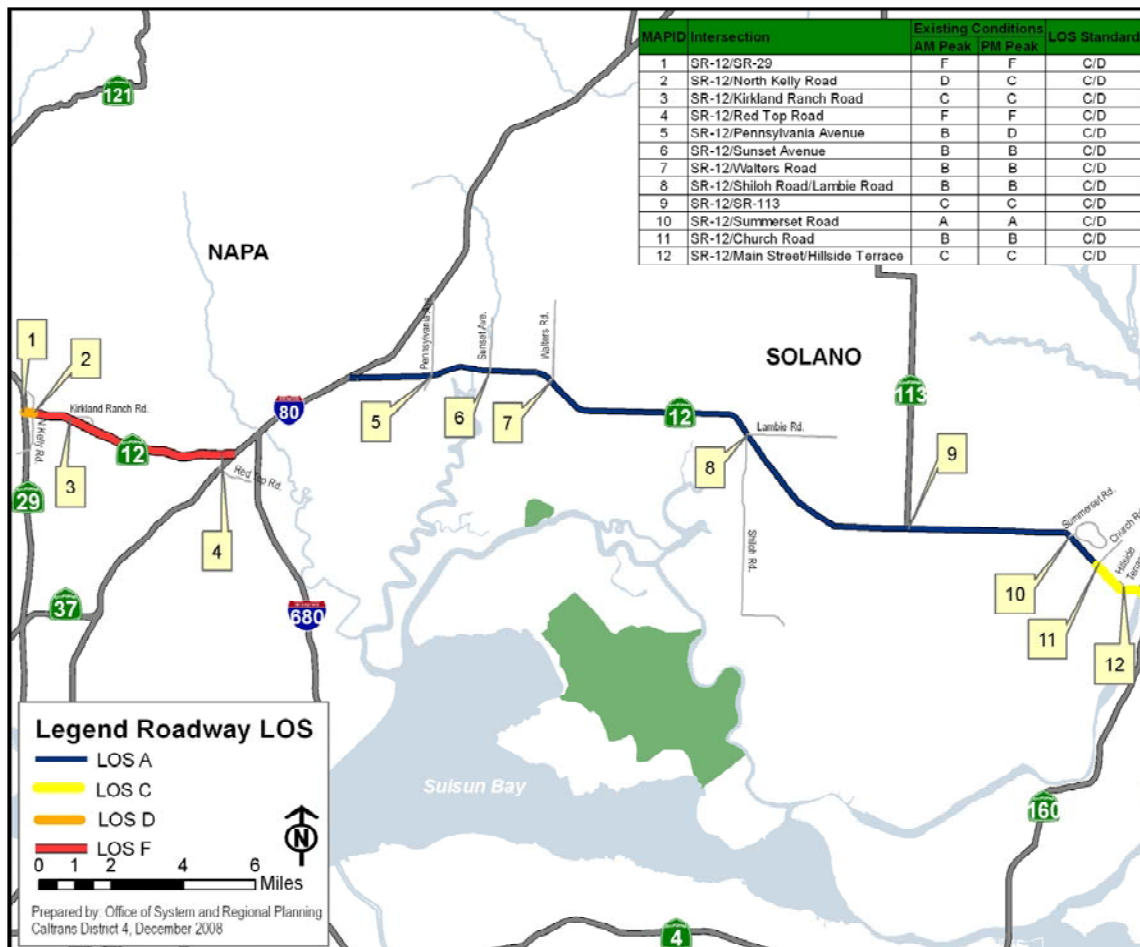 MAPID Intersection Existing Conditions LOS Standard
AM Peak PM Peak
1 SR-12/SR-29 F F C/D
2 SR-12/North Kelly Road D C C/D
3 SR-12/Kirkland Ranch Road C C C/D
4 SR-12/Red Top Road F F C/D
5 SR-12/Pennsylvania Avenue B D C/D
6 SR-12/Sunset Avenue B B C/D
7 SR-12/Walters Road B B C/D
8 SR-12/Shiloh Road/Lambie Road B B C/D
9 SR-12/SR-113 C C C/D
10 SR-12/Summerset Road A A C/D
11 SR-12/Church Road B B C/D
12 SR-12/Main Street/Hillside Terrace C C C/D
121
NAPA
SOLANO
Pennsylvania Ave.
Sunset Ave.
Walters Rd.
1
2
Kirkland Ranch Rd.
N Kelly Rd.
12
3
29
80
Red Top Rd.
4
37
680
5
6
7
12
Lambie Rd.
8
Shiloh Rd.
113
9
Summerset Rd.
Church
Hillside
10
11
12
160
Suisun Bay
4
Legend Roadway LOS
LOS A
LOS C
LOS D
LOS F
N
0 1 2 4 6
Miles
Prepared by: Office of System and Regional Planning
Caltrans District 4, December 2008